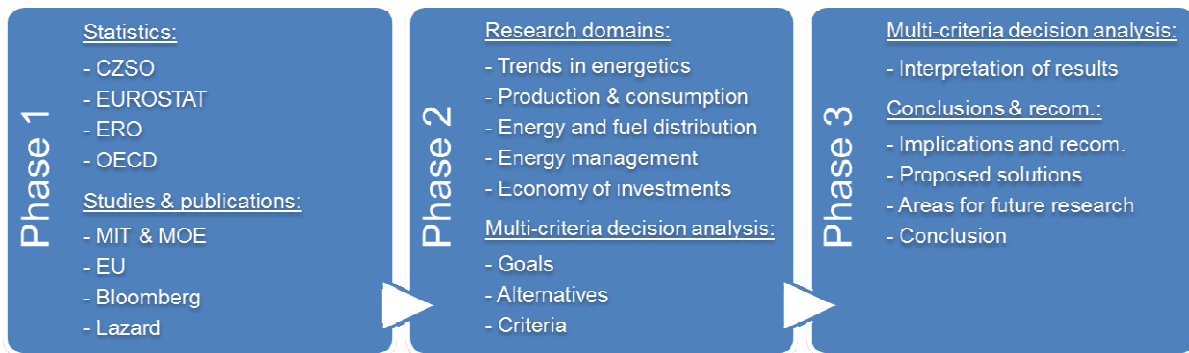 Phase 1
Statistics:
- CZSO
- EUROSTAT
- ERO
- OECD
Studies & publications:
- MIT & MOE
- EU
- Bloomberg
- Lazard
Phase 2
Research domains:
- Trends in energetics
- Production & consumption
- Energy and fuel distribution
- Energy management
- Economy of investments
Multi-criteria decision analysis:
- Goals
- Alternatives
- Criteria
Phase 3
Multi-criteria decision analysis:
- Interpretation of results
Conclusions & recom.:
- Implications and recom.
- Proposed solutions
- Areas for future research
- Conclusion